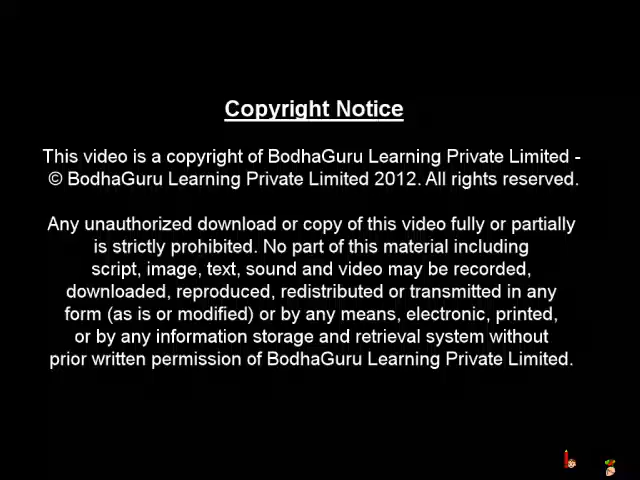 Copyright Notice
This video is a copyright of BodhaGuru Learning Private Limited -
© BodhaGuru Learning Private Limited 2012. All rights reserved.
Any unauthorized download or copy of this video fully or partially
is strictly prohibited. No part of this material including
script, image, text, sound and video may be recorded,
downloaded, reproduced, redistributed or transmitted in any
form (as is or modified) or by any means, electronic, printed,
or by any information storage and retrieval system without
prior written permission of BodhaGuru Learning Private Limited.